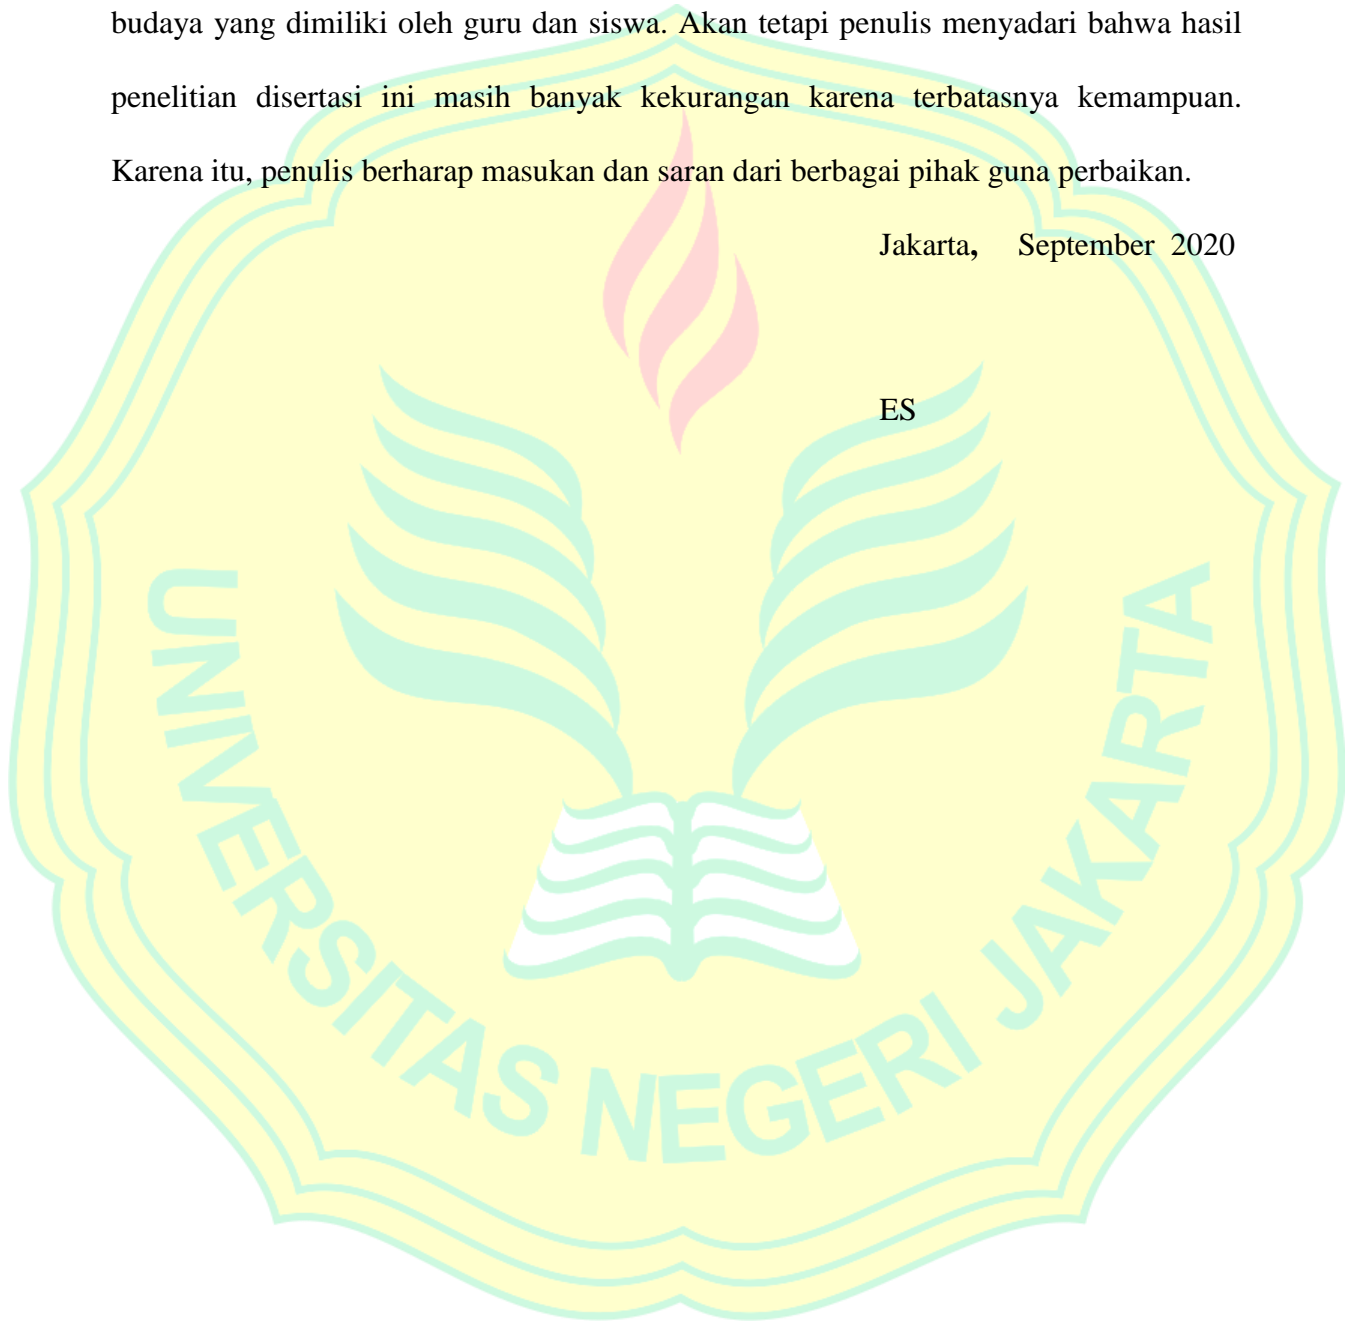 budaya yang dimiliki oleh guru dan siswa. Akan tetapi penulis menyadari bahwa hasil
penelitian disertasi ini masih banyak kekurangan karena terbatasnya kemampuan.
Karena itu, penulis berharap masukan dan saran dari berbagai pihak guna perbaikan.
Jakarta, September 2020
ES
UNIVERSITAS NEGERI JAKARTA